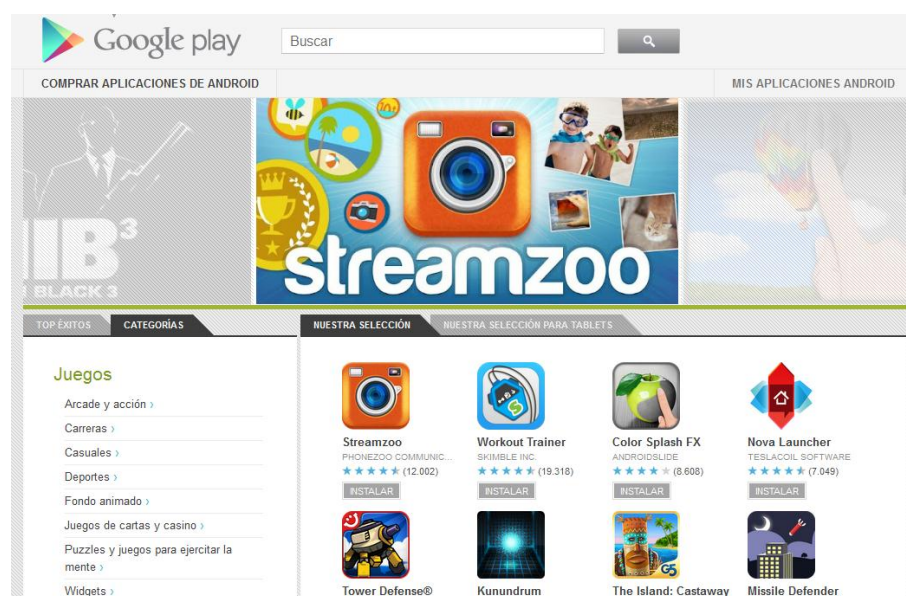 Google play
Buscar
COMPRAR APLICACIONES DE ANDROID
MIS APLICACIONES ANDROID
MIB³
BLACK 3
streamzoo
TOP ÉXITOS
CATEGORÍAS
NUESTRA SELECCIÓN
NUESTRA SELECCIÓN PARA TABLETS
Juegos
Arcade y acción ›
Carreras ›
Casuales ›
Deportes ›
Fondo animado ›
Juegos de cartas y casino ›
Puzzles y juegos para ejercitar la
mente ›
Widgets ›
Streamzoo
PHONEZOO COMMUNIC...
(12.002)
INSTALAR
Workout Trainer
SKIMBLE INC.
(19.318)
INSTALAR
Color Splash FX
ANDROIDSLIDE
(8.608)
INSTALAR
Nova Launcher
TESLACOIL SOFTWARE
(7.049)
INSTALAR
G5
Tower Defense®
Kunundrum
The Island: Castaway
Missile Defender